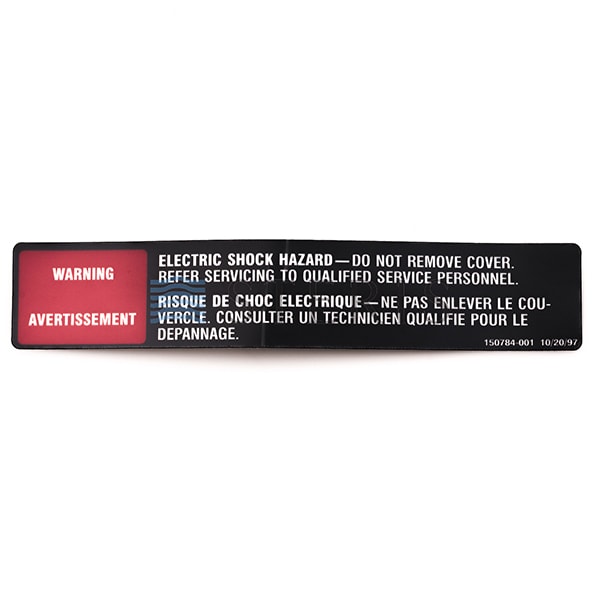 WARNING
ELECTRIC SHOCK HAZARD—DO NOT REMOVE COVER.
REFER SERVICING TO QUALIFIED SERVICE PERSONNEL.
AVERTISSEMENT
RISQUE DE CHOC ELECTRIQUE—NE PAS ENLEVER LE COU-
VERCLE. CONSULTER UN TECHNICIEN QUALIFIE POUR LE
DEPANNAGE.
150784-001 10/20/97